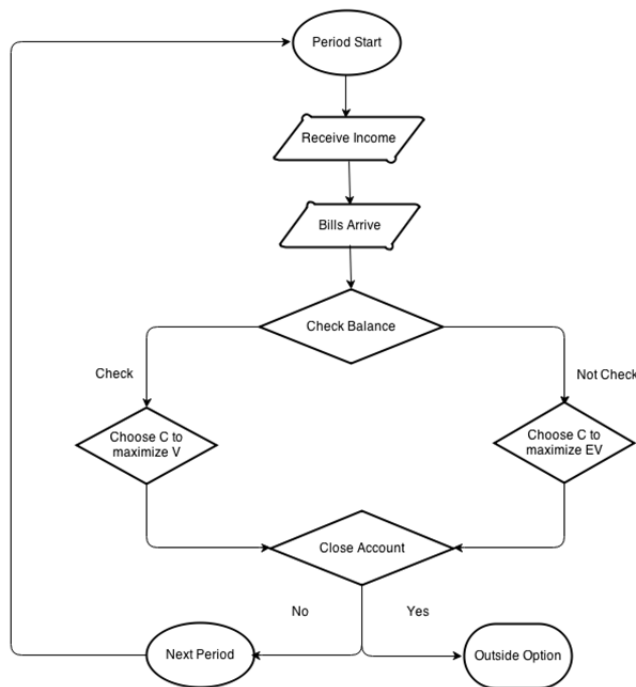 Period Start
Receive Income
Bills Arrive
Check Balance
Check
Not Check
Choose C to
maximize V
Choose C to
maximize EV
Close Account
No
Yes
Next Period
Outside Option